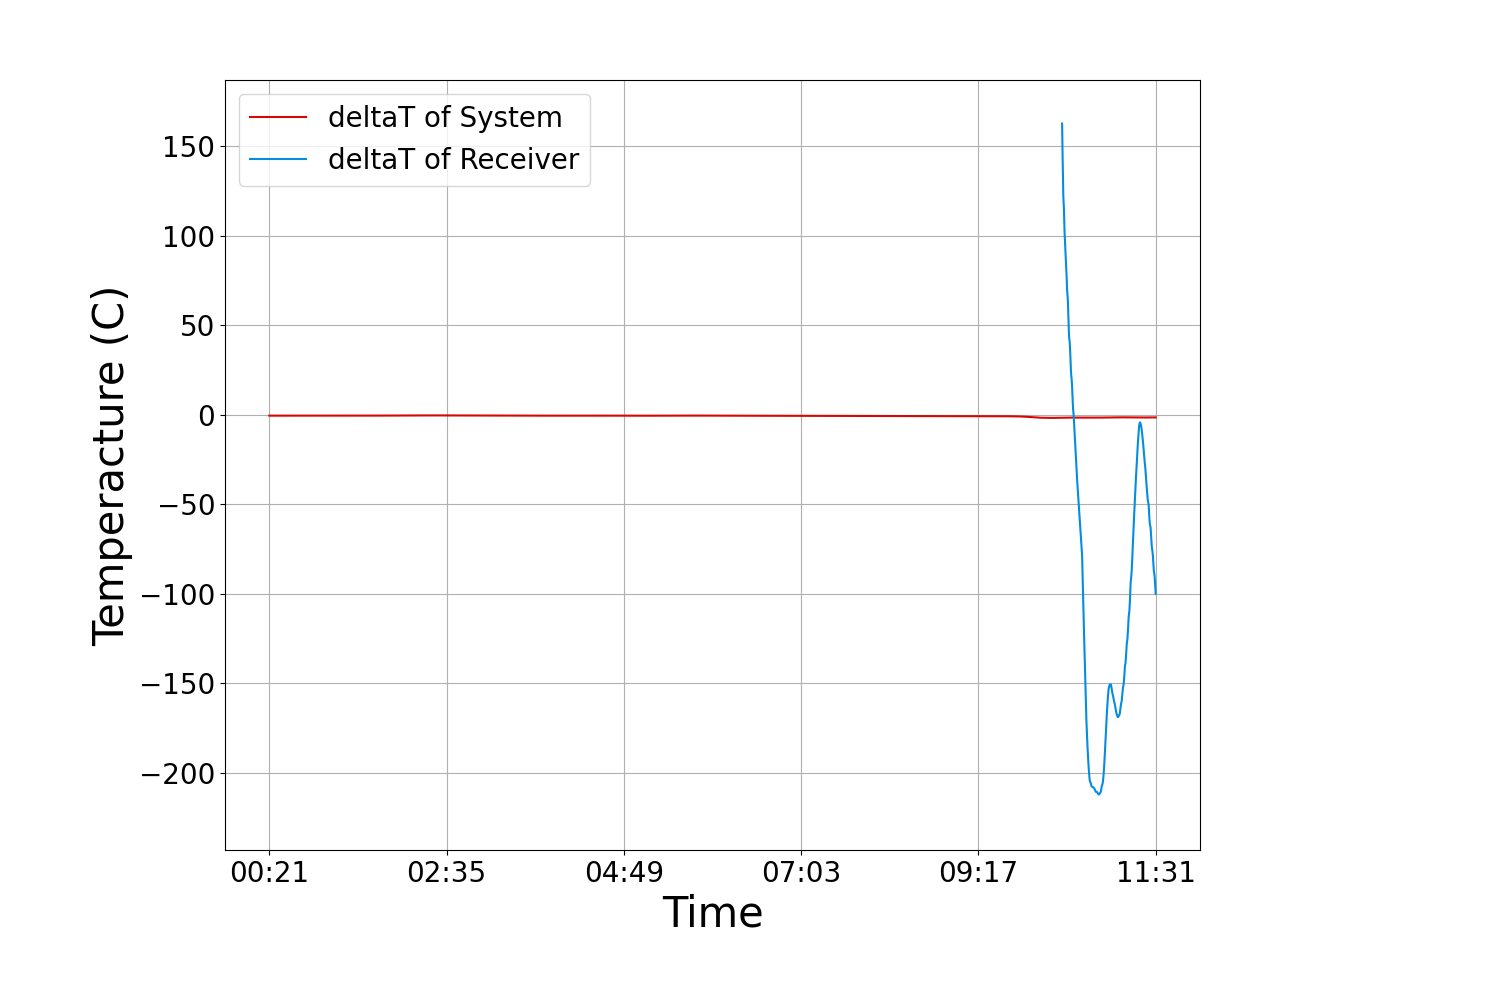 deltaT of System
deltaT of Receiver
150
100
50
0
−50
−100
−150
−200
Temperacture (C)
00:21 02:35 04:49 07:03 09:17 11:31
Time